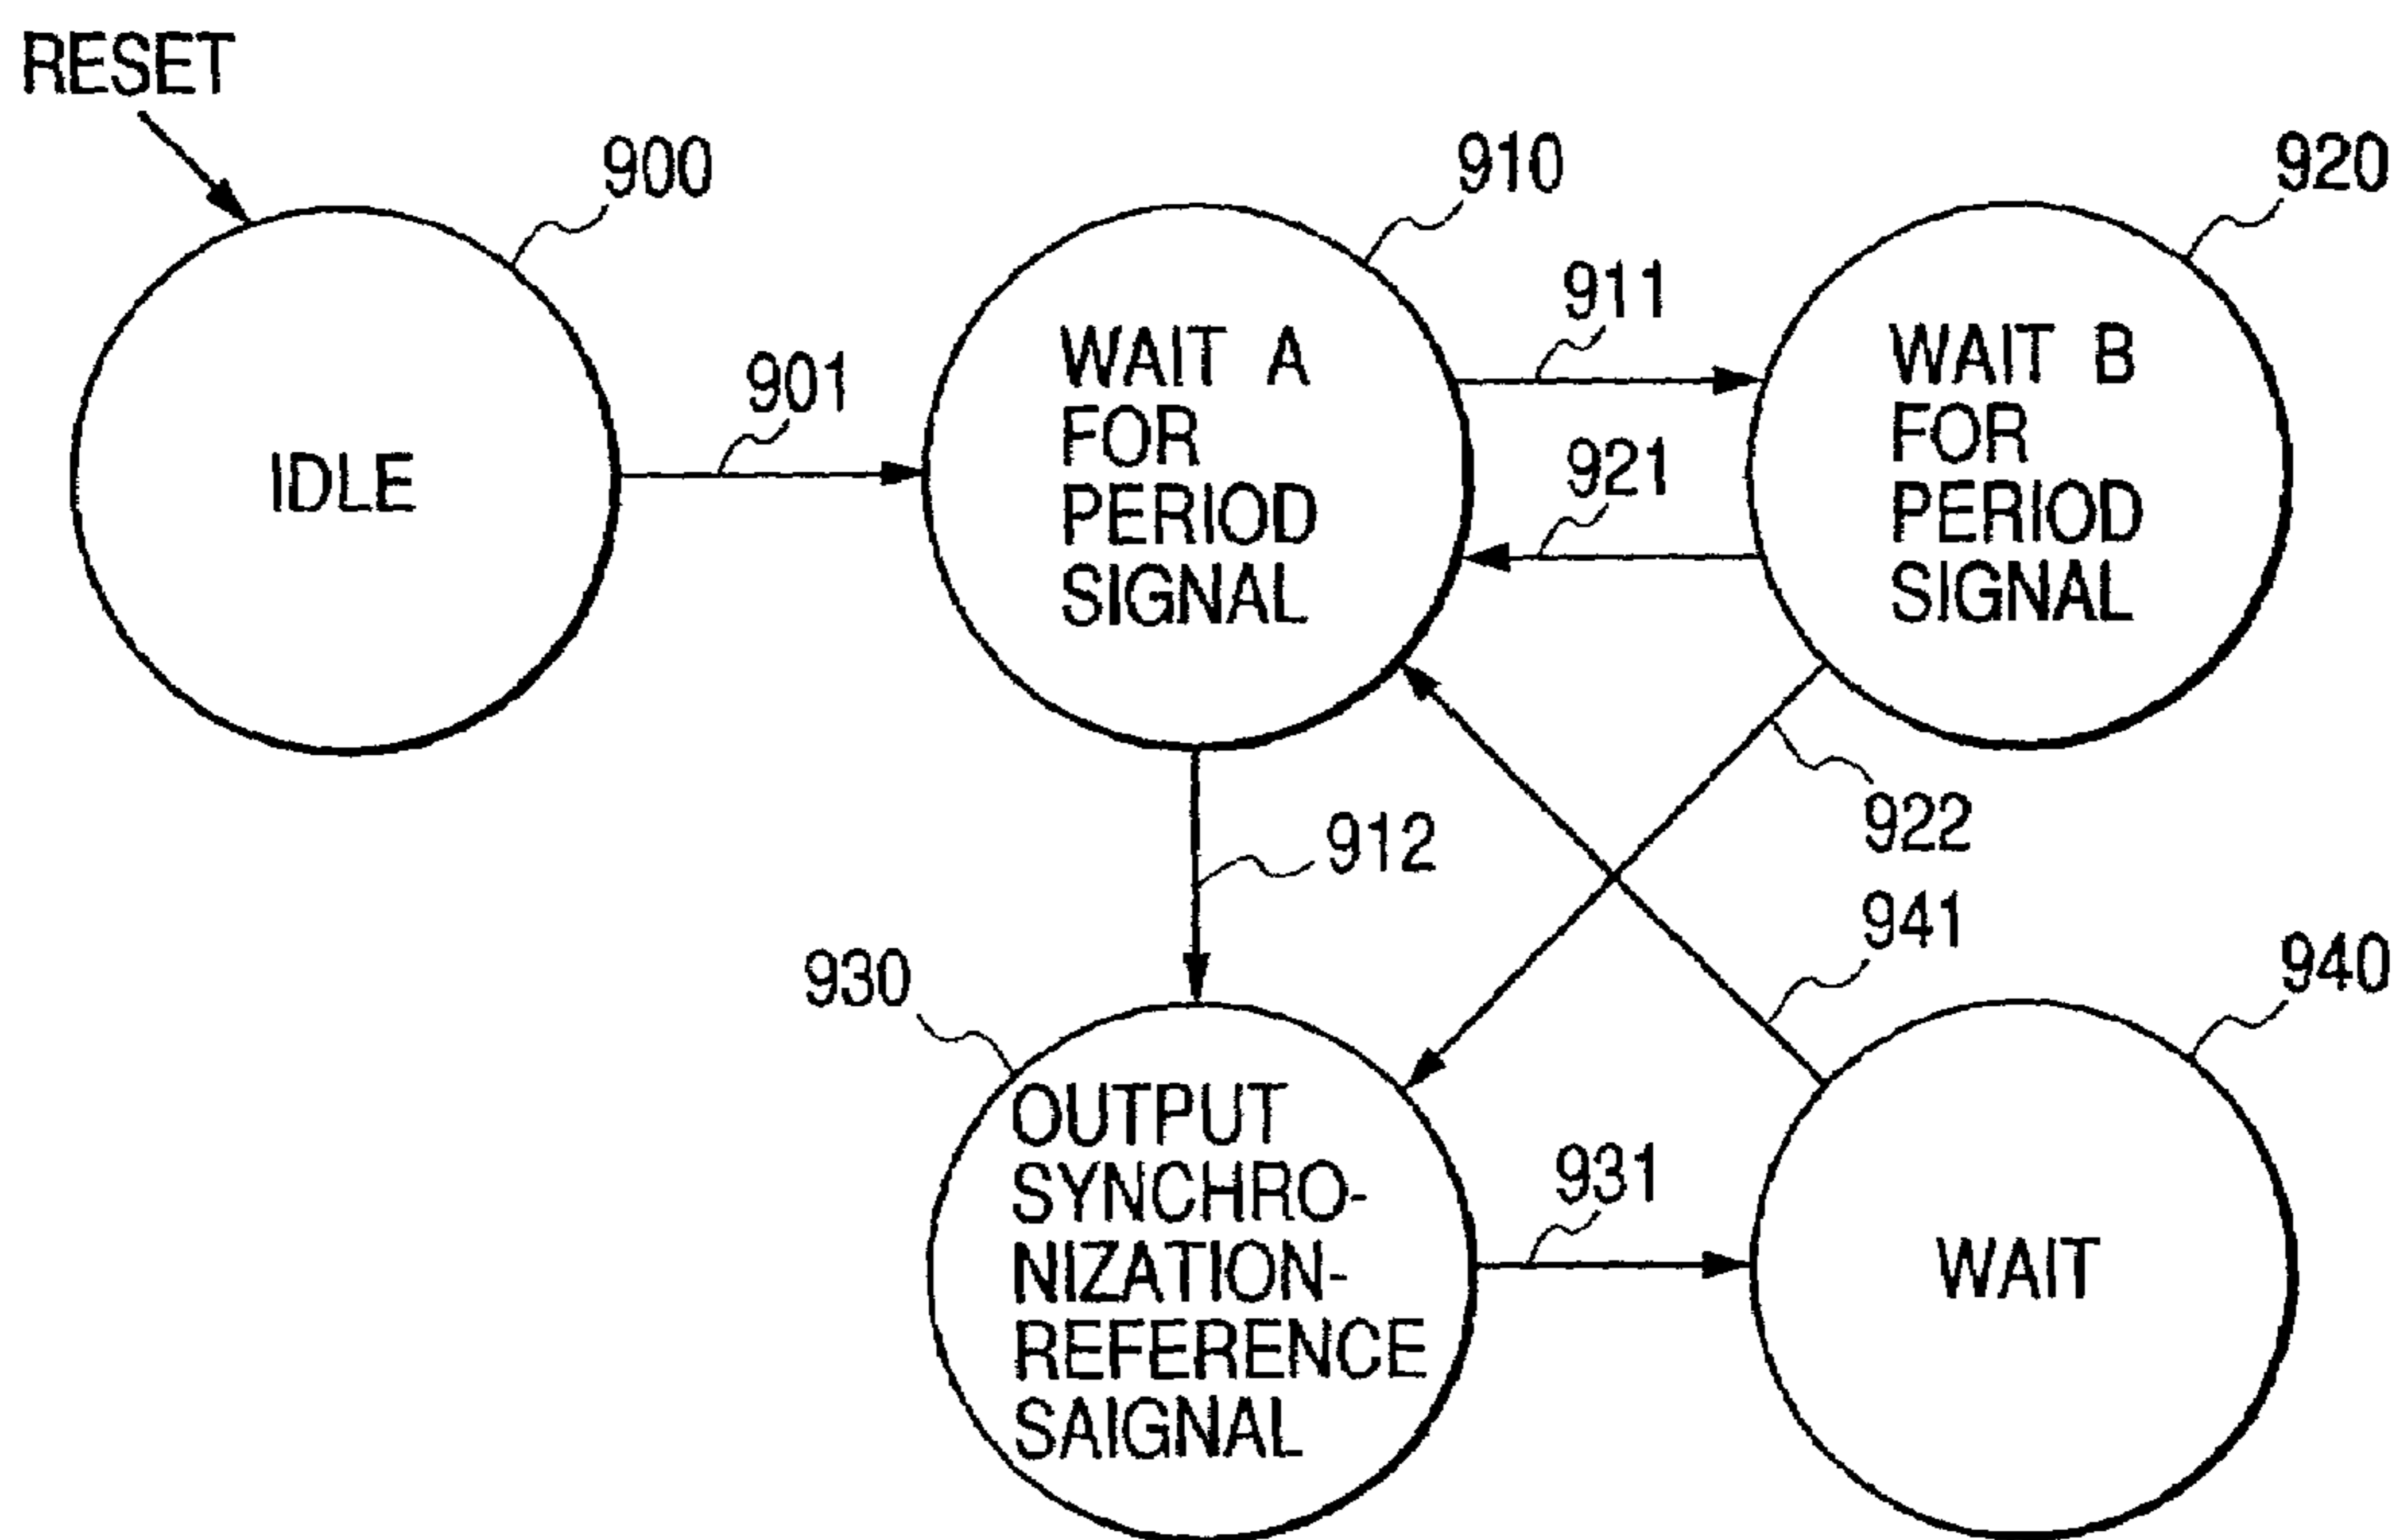 RESET
900
910
920
911
901
WAIT A
FOR
PERIOD
SIGNAL
WAIT B
FOR
PERIOD
SIGNAL
921
IDLE
922
912
941
930
940
OUTPUT
SYNCHRO-
NIZATION-
REFERENCE
SAIGNAL
931
WAIT